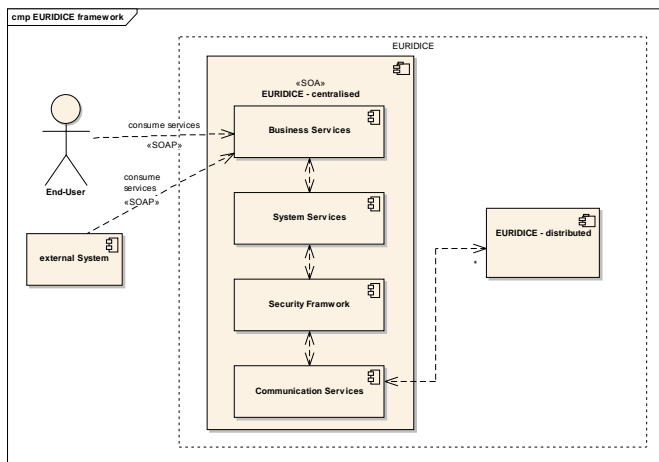 cmp EURIDICE framework
EURIDICE
«SOA»
EURIDICE - centralised
Business Services
consume services
«SOAP»
End-User
consume
services
«SOAP»
System Services
external System
EURIDICE - distributed
*
Security Framwork
Communication Services